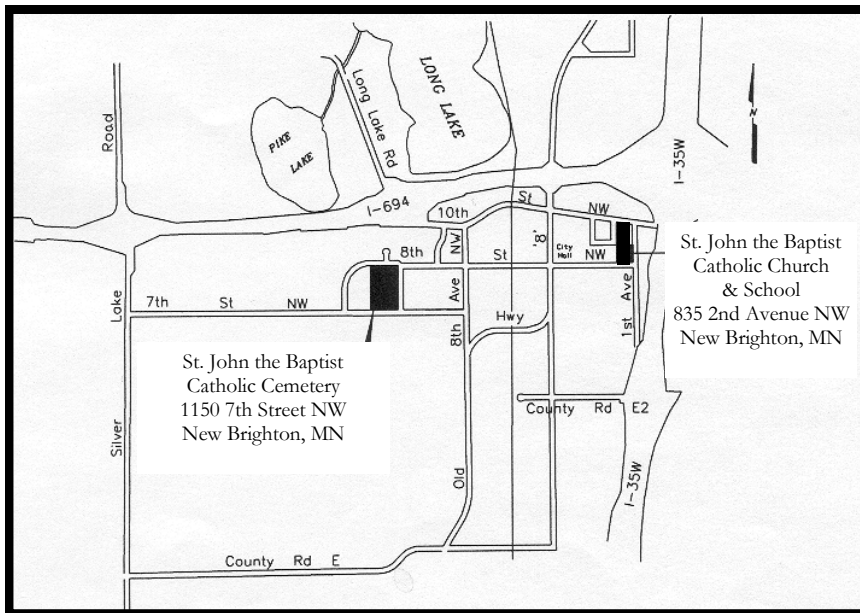 LONG LAKE
Long Lake Rd
PIKE
LAKE
Road
I-35W
N
I-694
10th St NW
8th St NW
NW
'8'
City
Hall
St. John the Baptist
Catholic Church
& School
835 2nd Avenue NW
New Brighton, MN
Silver Lake
7th St NW
8th Ave
Hwy
1st Ave
St. John the Baptist
Catholic Cemetery
1150 7th Street NW
New Brighton, MN
County Rd E2
Old
I-35W
County Rd E